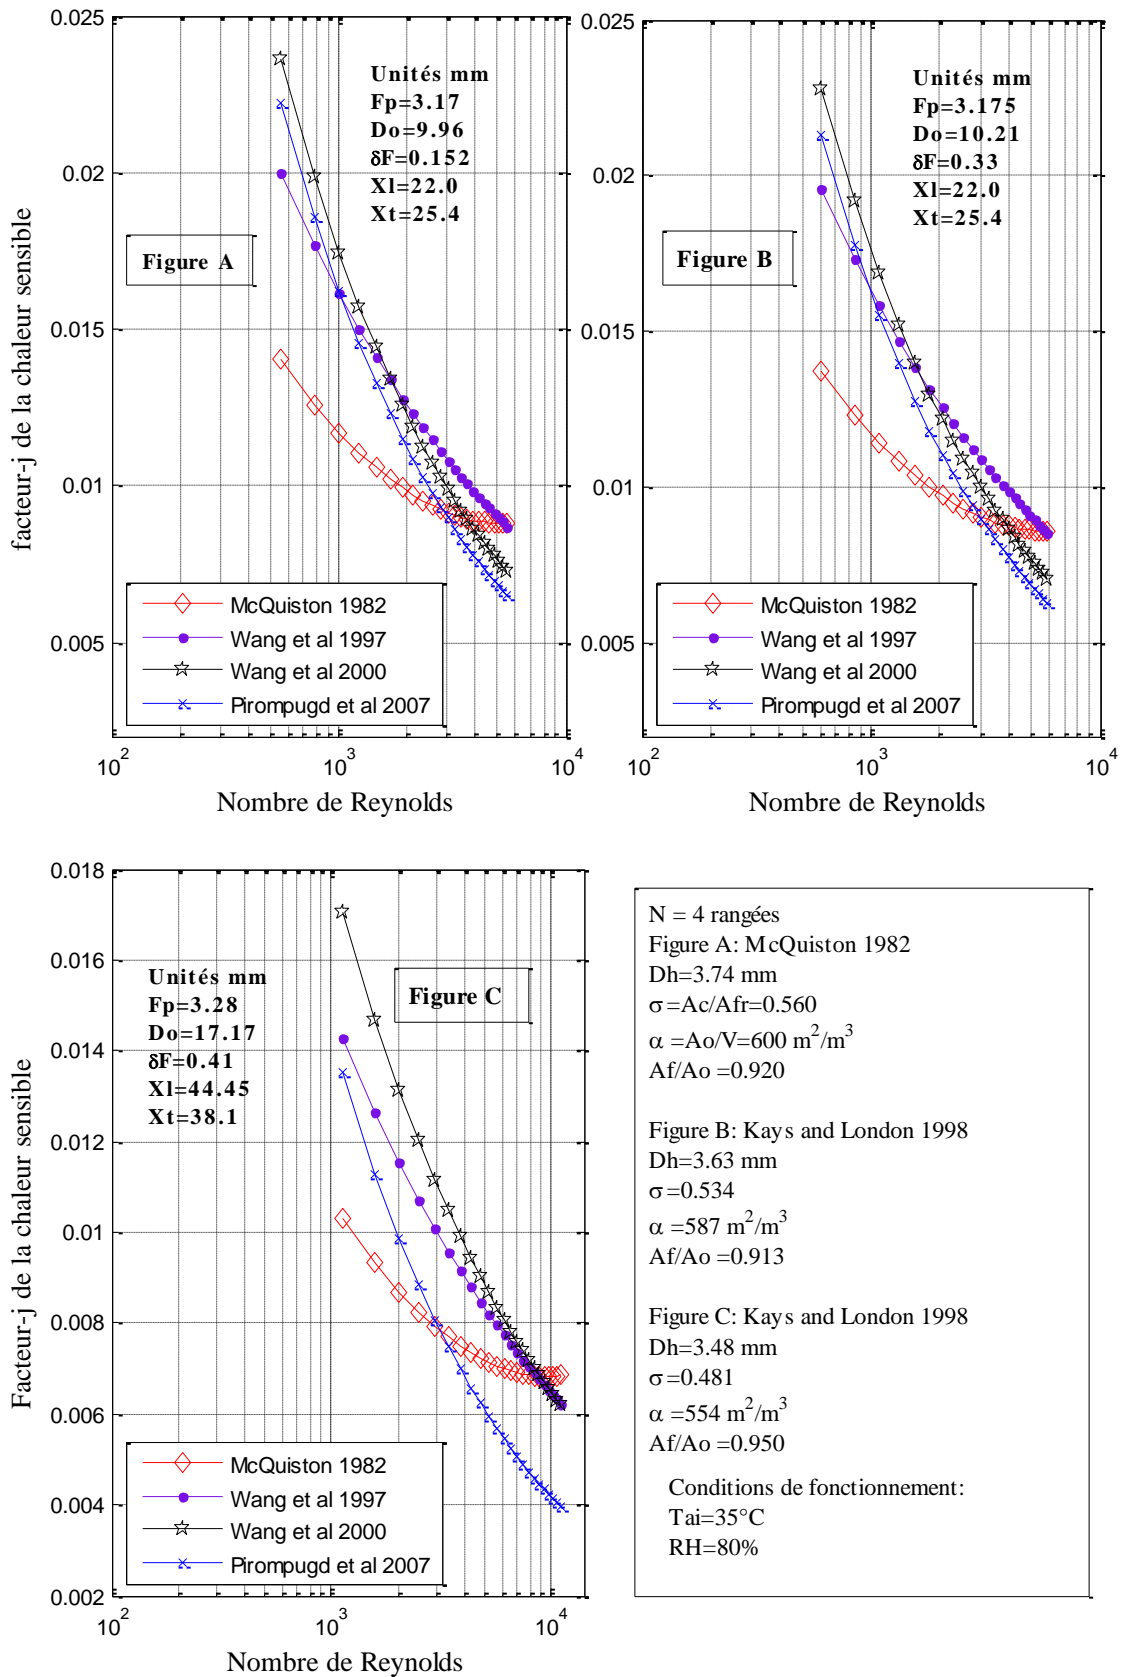 0.025
0.02
0.015
0.01
0.005
10^2
10^3
10^4
Nombre de Reynolds
facteur-j de la chaleur sensible
Unités mm
Fp=3.17
Do=9.96
δF=0.152
Xl=22.0
Xt=25.4
Figure A
McQuiston 1982
Wang et al 1997
Wang et al 2000
Pirompugd et al 2007
0.025
0.02
0.015
0.01
0.005
10^2
10^3
10^4
Nombre de Reynolds
Unités mm
Fp=3.175
Do=10.21
δF=0.33
Xl=22.0
Xt=25.4
Figure B
McQuiston 1982
Wang et al 1997
Wang et al 2000
Pirompugd et al 2007
0.018
0.016
0.014
0.012
0.01
0.008
0.006
0.004
0.002
10^2
10^3
10^4
Nombre de Reynolds
Facteur-j de la chaleur sensible
Unités mm
Fp=3.28
Do=17.17
δF=0.41
Xl=44.45
Xt=38.1
Figure C
McQuiston 1982
Wang et al 1997
Wang et al 2000
Pirompugd et al 2007
N = 4 rangées
Figure A: McQuiston 1982
Dh=3.74 mm
σ=Ac/Afr=0.560
α =Ao/V=600 m²/m³
Af/Ao =0.920
Figure B: Kays and London 1998
Dh=3.63 mm
σ=0.534
α =587 m²/m³
Af/Ao =0.913
Figure C: Kays and London 1998
Dh=3.48 mm
σ=0.481
α =554 m²/m³
Af/Ao =0.950
Conditions de fonctionnement:
Tai=35°C
RH=80%